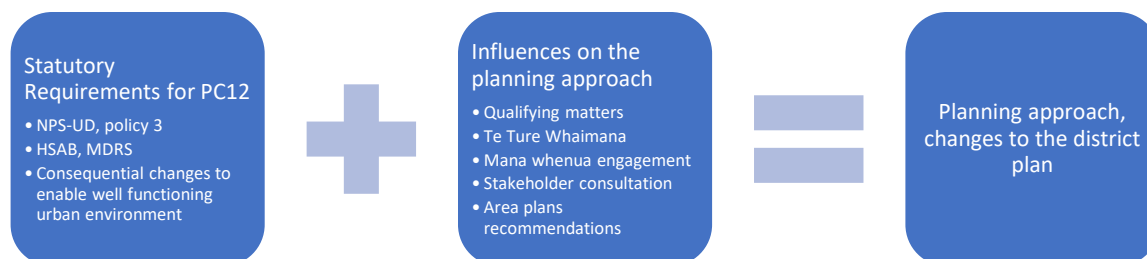 Statutory
Requirements for PC12
• NPS-UD, policy 3
• HSAB, MDRS
• Consequential changes to
enable well functioning
urban environment
Influences on the
planning approach
• Qualifying matters
• Te Ture Whaimana
• Mana whenua engagement
• Stakeholder consultation
• Area plans
recommendations
Planning approach,
changes to the district
plan